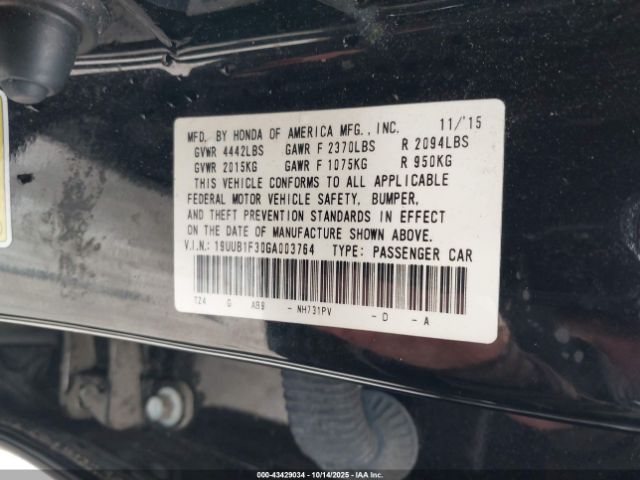 MFD. BY HONDA OF AMERICA MFG., INC. 11/'15
GVWR 4442LBS GAWR F 2370LBS R 2094LBS
GVWR 2015KG GAWR F 1075KG R 950KG
THIS VEHICLE CONFORMS TO ALL APPLICABLE
FEDERAL MOTOR VEHICLE SAFETY, BUMPER,
AND THEFT PREVENTION STANDARDS IN EFFECT
ON THE DATE OF MANUFACTURE SHOWN ABOVE.
V.I.N.: 19UUB1F30GA003764 TYPE: PASSENGER CAR
TZ4 G AB9 - NH731PV - D - A
000-43429034 | 10/14/2025 | IAA Inc.